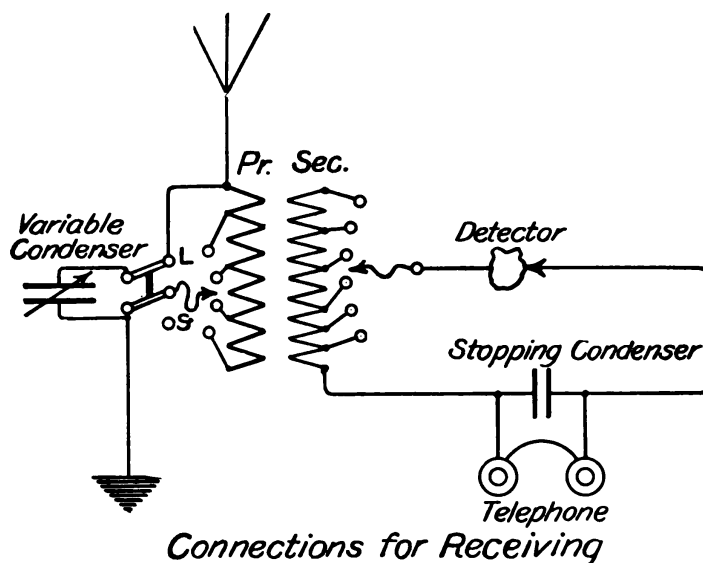 Pr. Sec.
Variable
Condenser
L
S
Detector
Stopping Condenser
Telephone
Connections for Receiving